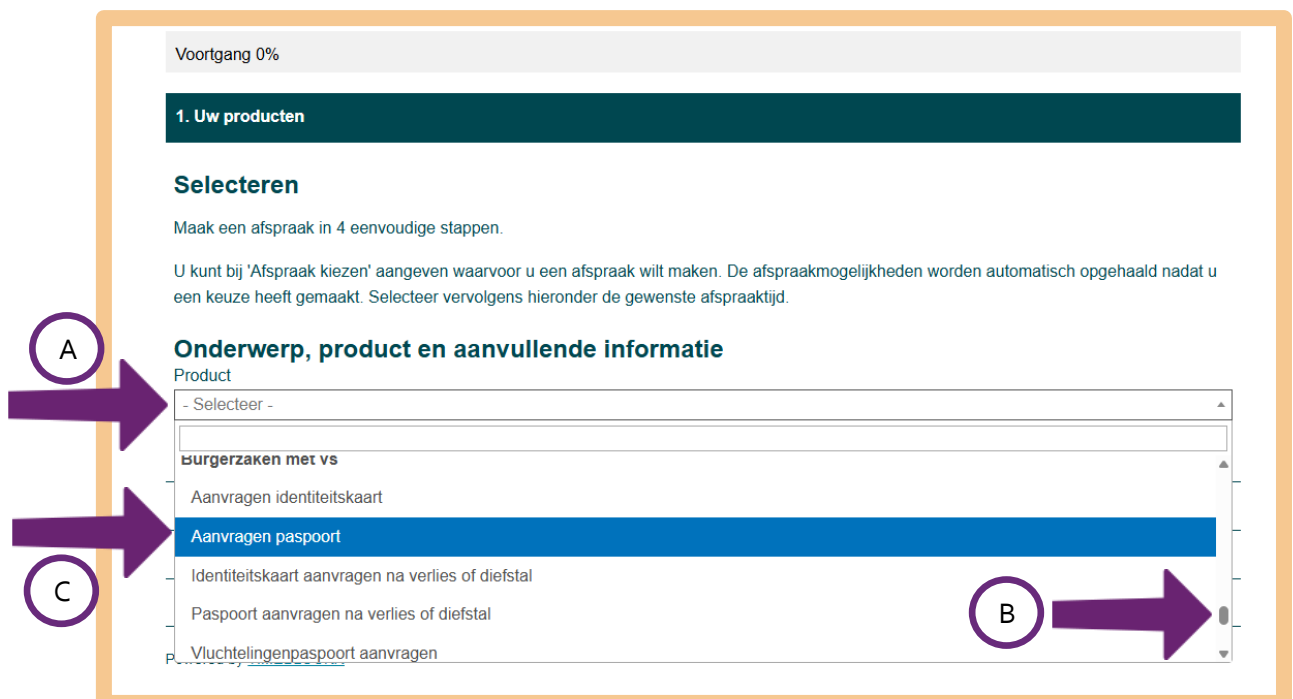 Voortgang 0%
1. Uw producten
Selecteren
Maak een afspraak in 4 eenvoudige stappen.
U kunt bij 'Afspraak kiezen' aangeven waarvoor u een afspraak wilt maken. De afspraakmogelijkheden worden automatisch opgehaald nadat u
een keuze heeft gemaakt. Selecteer vervolgens hieronder de gewenste afspraaktijd.
A
Onderwerp, product en aanvullende informatie
Product
- Selecteer -
Burgerzaken met vs
Aanvragen identiteitskaart
Aanvragen paspoort
C
Identiteitskaart aanvragen na verlies of diefstal
Paspoort aanvragen na verlies of diefstal
B
Vluchtelingenpaspoort aanvragen